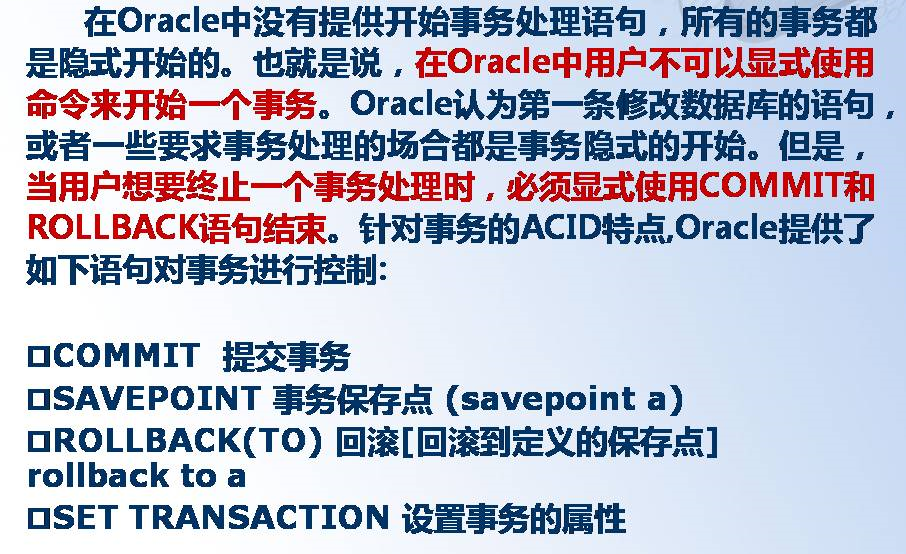 在Oracle中没有提供开始事务处理语句，所有的事务都
是隐式开始的。也就是说，在Oracle中用户不可以显式使用
命令来开始一个事务。Oracle认为第一条修改数据库的语句，
或者一些要求事务处理的场合都是事务隐式的开始。但是，
当用户想要终止一个事务处理时，必须显式使用COMMIT和
ROLLBACK语句结束。针对事务的ACID特点,Oracle提供了
如下语句对事务进行控制:
□COMMIT 提交事务
□SAVEPOINT 事务保存点 (savepoint a)
□ROLLBACK(TO) 回滚[回滚到定义的保存点]
rollback to a
□SET TRANSACTION 设置事务的属性